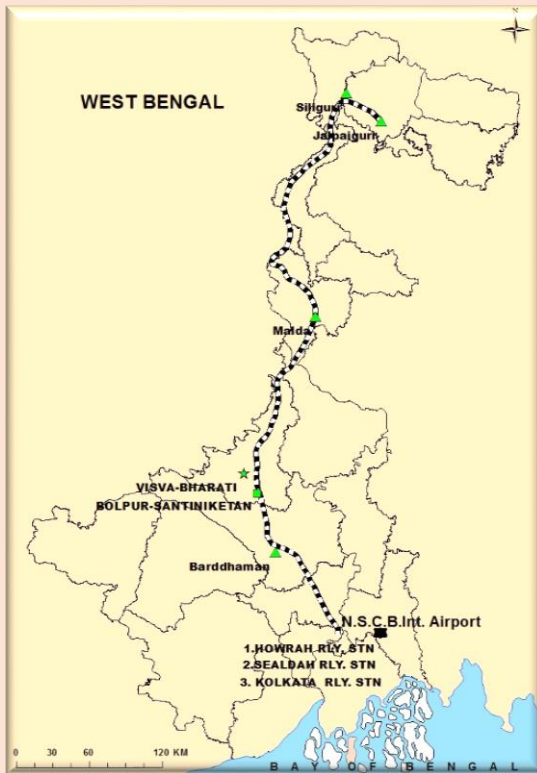 N
WEST BENGAL
Siliguri
Jalpaiguri
Malda
VISVA-BHARATI
BOLPUR-SANTINIKETAN
Barddhaman
N.S.C.B.Int. Airport
1.HOWRAH RLY. STN
2.SEALDAH RLY. STN
3. KOLKATA RLY. STN
0 30 60 120 KM
BAY OF BENGAL